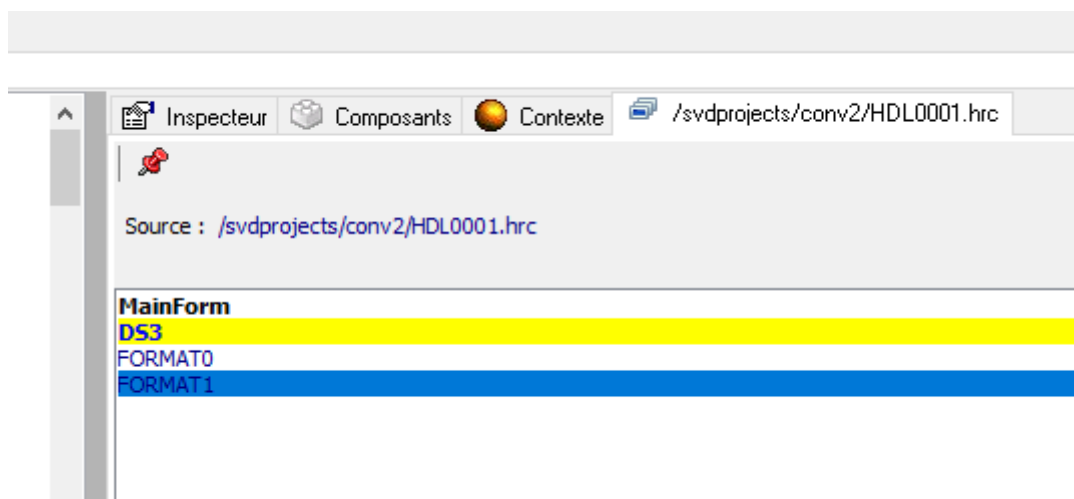 Inspecteur Composants Contexte /svdprojects/conv2/HDL0001.hrc
Source : /svdprojects/conv2/HDL0001.hrc
MainForm
DS3
FORMAT0
FORMAT1